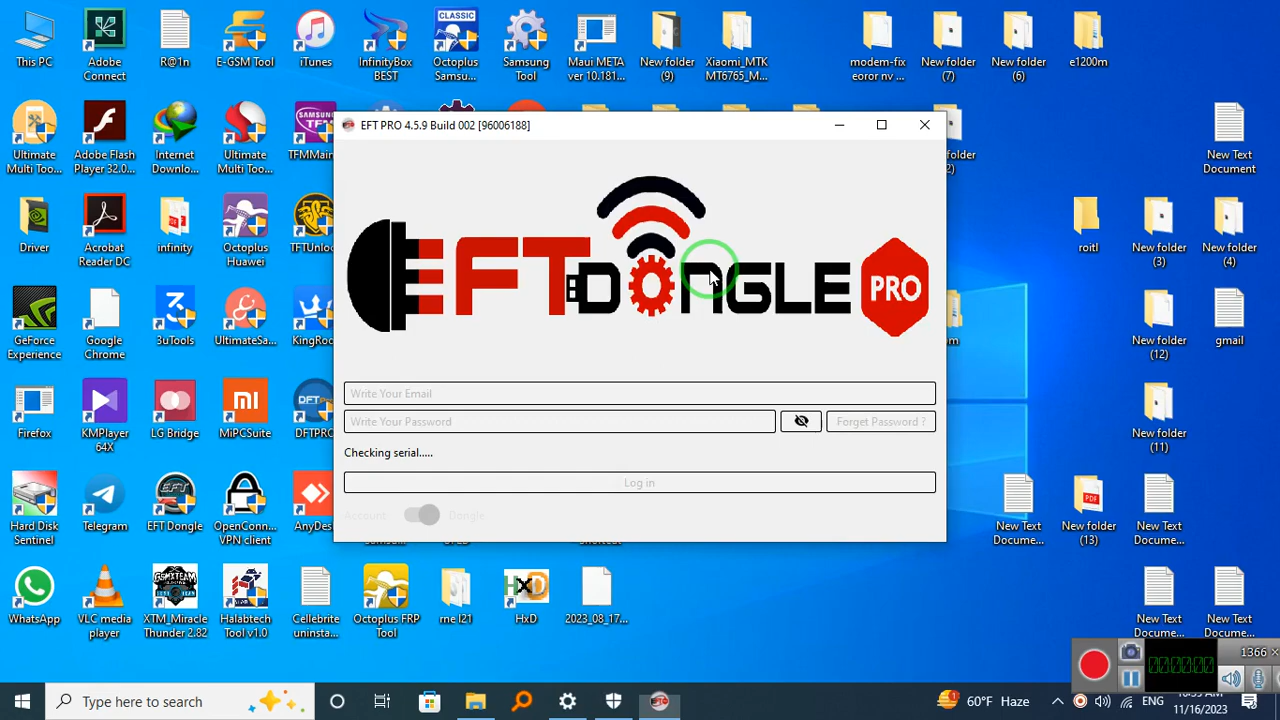 This PC
Adobe
Connect
R@1n
E-GSM Tool
iTunes
InfinityBox
BEST
CLASSIC
Octoplus
Samsu...
Samsung
Tool
Maui META
ver 10.181...
New folder
(9)
Xiaomi_MTK
MT6765_M...
modem-fix
eoror nv ...
New folder
(7)
New folder
(6)
e1200m
Ultimate
Multi Too...
Adobe Flash
Player 32.0...
Internet
Downlo...
Ultimate
Multi Too...
SAMSUNG
TFM
TFMMain
New Text
Document
EFT PRO 4.5.9 Build 002 [96006188]
EFT DONGLE PRO
Driver
Acrobat
Reader DC
infinity
Octoplus
Huawei
TFTUnlo
roitl
New folder
(3)
New folder
(4)
GeForce
Experience
Google
Chrome
3uTools
UltimateSa...
KingRoo
New folder
(12)
gmail
Write Your Email
Write Your Password
Forget Password ?
Checking serial.....
Log in
Account
Dongle
Firefox
KMPlayer
64X
LG Bridge
MiPCSuite
DFTPRO
New folder
(11)
Hard Disk
Sentinel
Telegram
EFT Dongle
OpenConn...
VPN client
AnyDes
New Text
Docume...
PDF
New folder
(13)
New Text
Docume...
WhatsApp
VLC media
player
XTM_Miracle
Thunder 2.82
Halabtech
Tool v1.0
Cellebrite
uninsta...
Octoplus FRP
Tool
rne l21
HxD
2023_08_17...
New Text
Docume...
New Text
Docume...
1366
000000
Type here to search
60°F Haze
ENG
11/16/2023